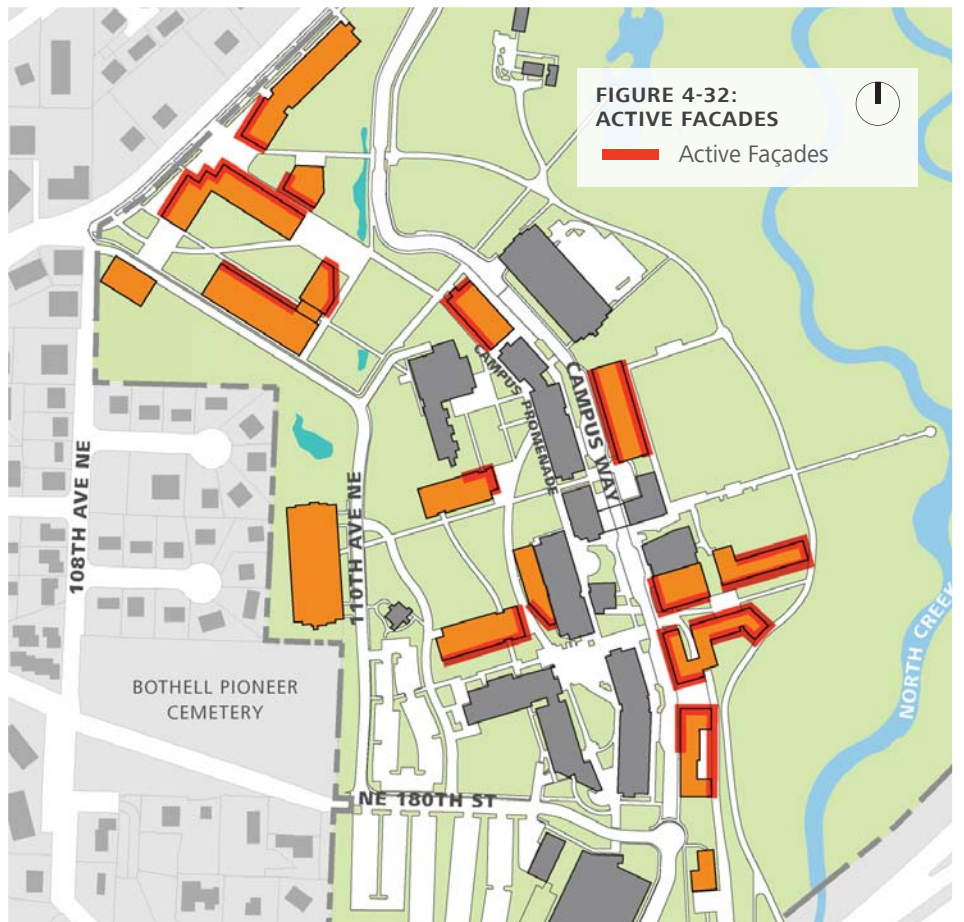 FIGURE 4-32:
ACTIVE FACADES
Active Façades
CAMPUS PROMENADE
CAMPUS WAY
108TH AVE NE
110TH AVE NE
NORTH CREEK
BOTHELL PIONEER
CEMETERY
NE 180TH ST